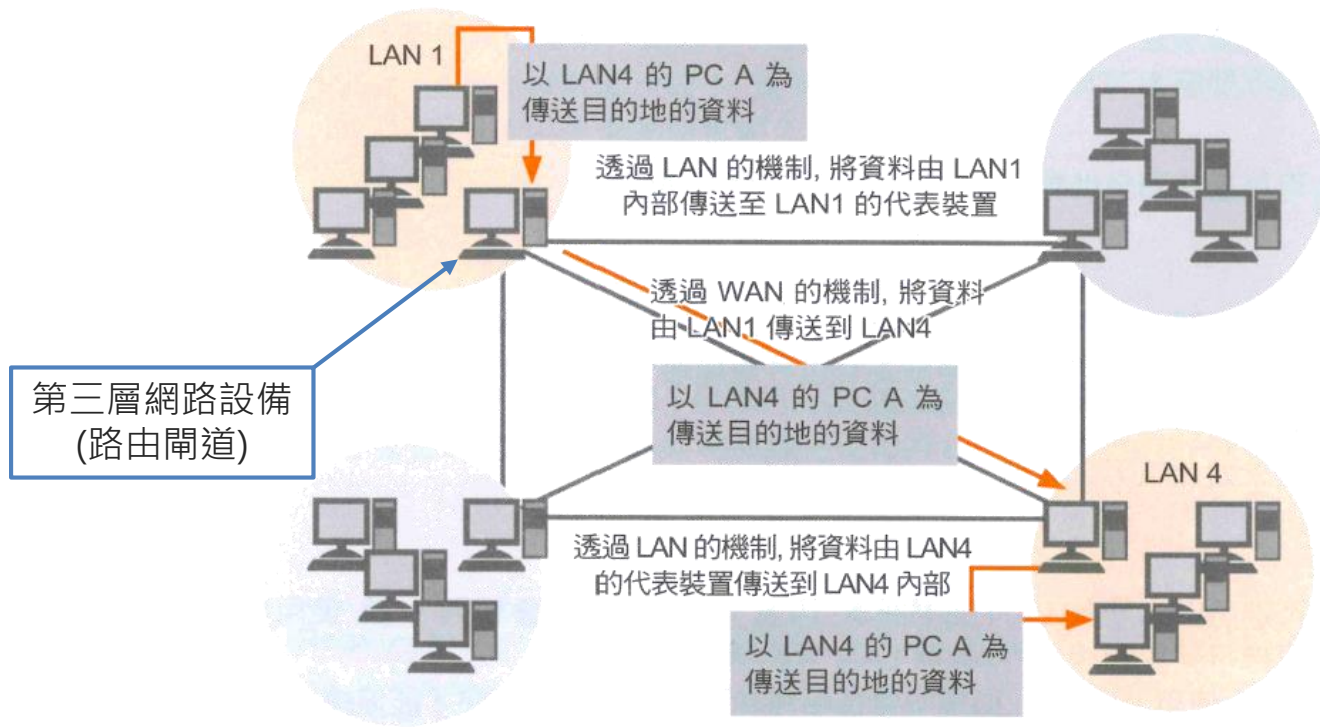 LAN 1
以 LAN4 的 PC A 為
傳送目的地的資料
透過 LAN 的機制, 將資料由 LAN1
內部傳送至 LAN1 的代表裝置
透過 WAN 的機制, 將資料
由 LAN1 傳送到 LAN4
第三層網路設備
(路由閘道)
以 LAN4 的 PC A 為
傳送目的地的資料
LAN 4
透過 LAN 的機制, 將資料由 LAN4
的代表裝置傳送到 LAN4 內部
以 LAN4 的 PC A 為
傳送目的地的資料